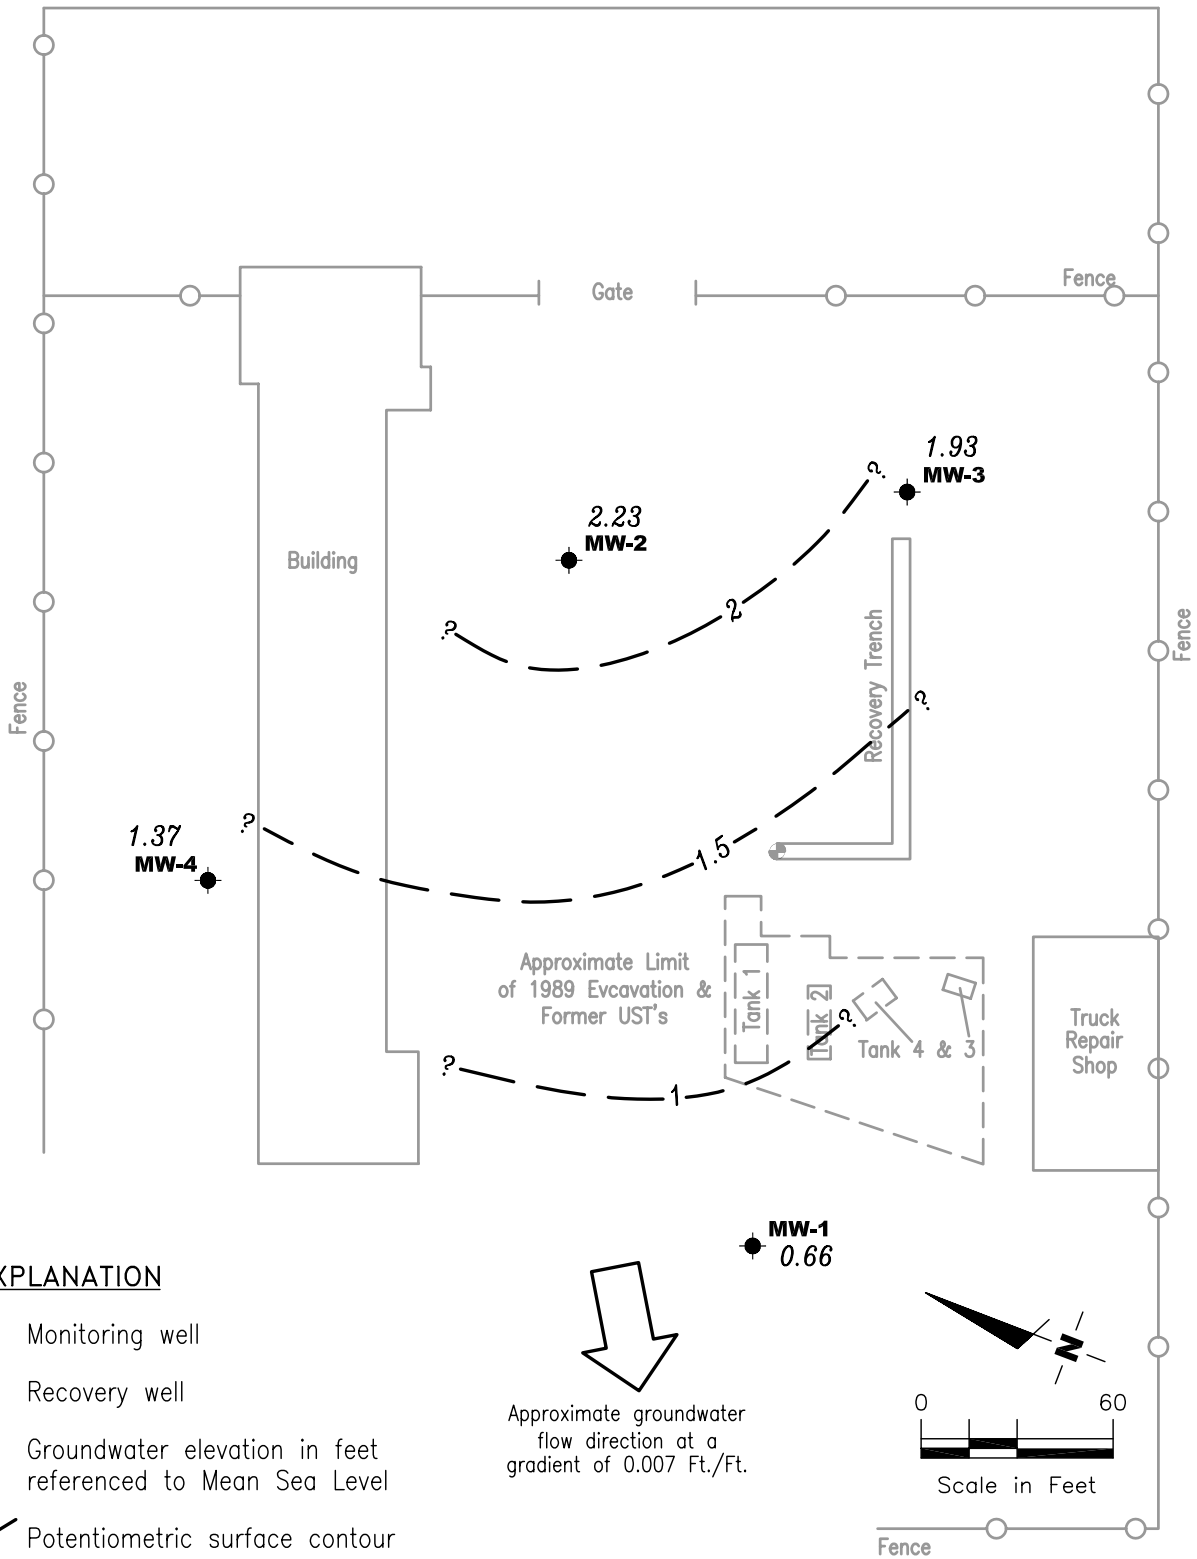 Gate
Fence
1.93
MW-3
?
2.23
MW-2
Building
?
2
Recovery Trench
Fence
Fence
?
?
1.37
MW-4
1.5
Approximate Limit
of 1989 Evcavation &
Former UST's
Tank 1
Tank 2
?
Tank 4 & 3
Truck
Repair
Shop
?
1
MW-1
0.66
XPLANATION
Monitoring well
Recovery well
Groundwater elevation in feet
referenced to Mean Sea Level
Potentiometric surface contour
Approximate groundwater
flow direction at a
gradient of 0.007 Ft./Ft.
N
0 60
Scale in Feet
Fence